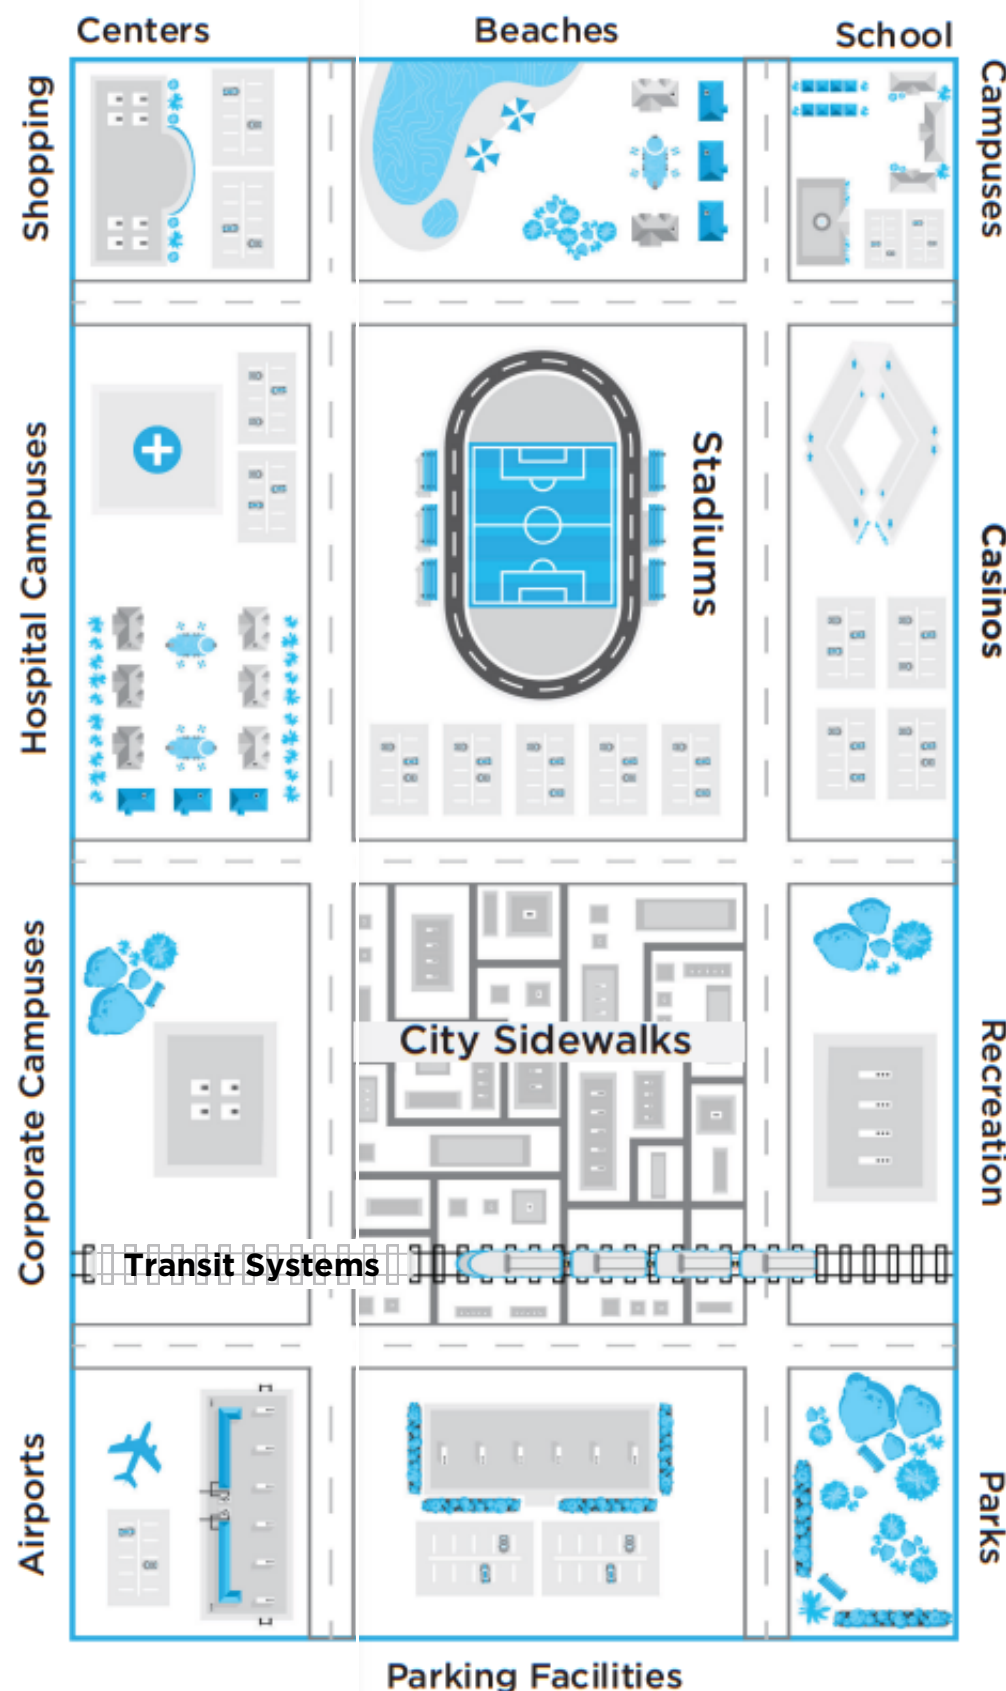 Centers
Beaches
School
Shopping
Campuses
Hospital Campuses
Stadiums
Casinos
Corporate Campuses
City Sidewalks
Recreation
Transit Systems
Airports
Parks
Parking Facilities